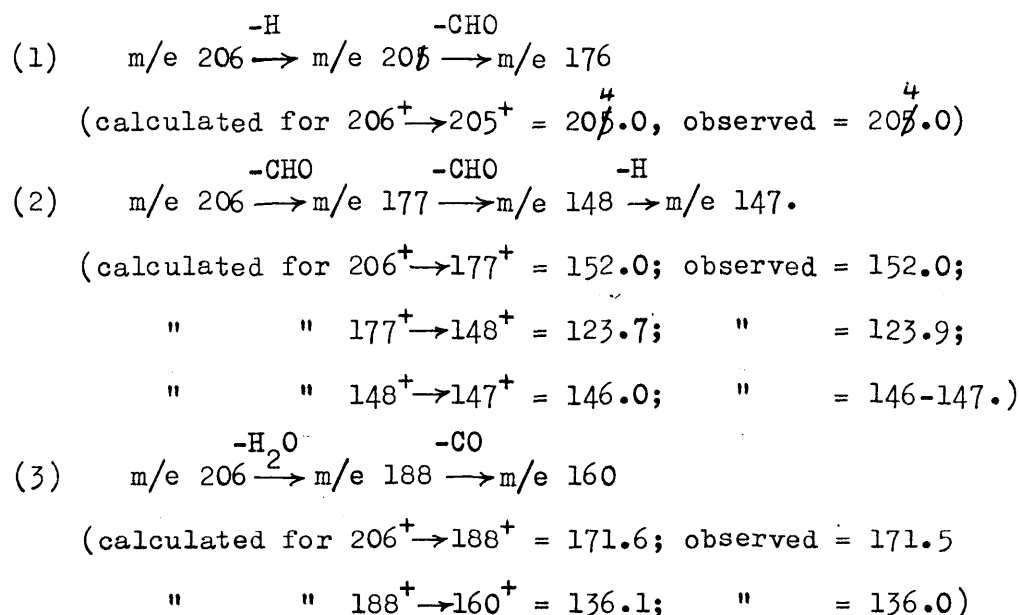 -H -CHO
(1) m/e 206 → m/e 205 → m/e 176
(calculated for 206⁺→205⁺ = 204.0, observed = 204.0)
-CHO -CHO -H
(2) m/e 206 → m/e 177 → m/e 148 → m/e 147.
(calculated for 206⁺→177⁺ = 152.0; observed = 152.0;
" " 177⁺→148⁺ = 123.7; " = 123.9;
" " 148⁺→147⁺ = 146.0; " = 146-147.)
-H₂O -CO
(3) m/e 206 → m/e 188 → m/e 160
(calculated for 206⁺→188⁺ = 171.6; observed = 171.5
" " 188⁺→160⁺ = 136.1; " = 136.0)